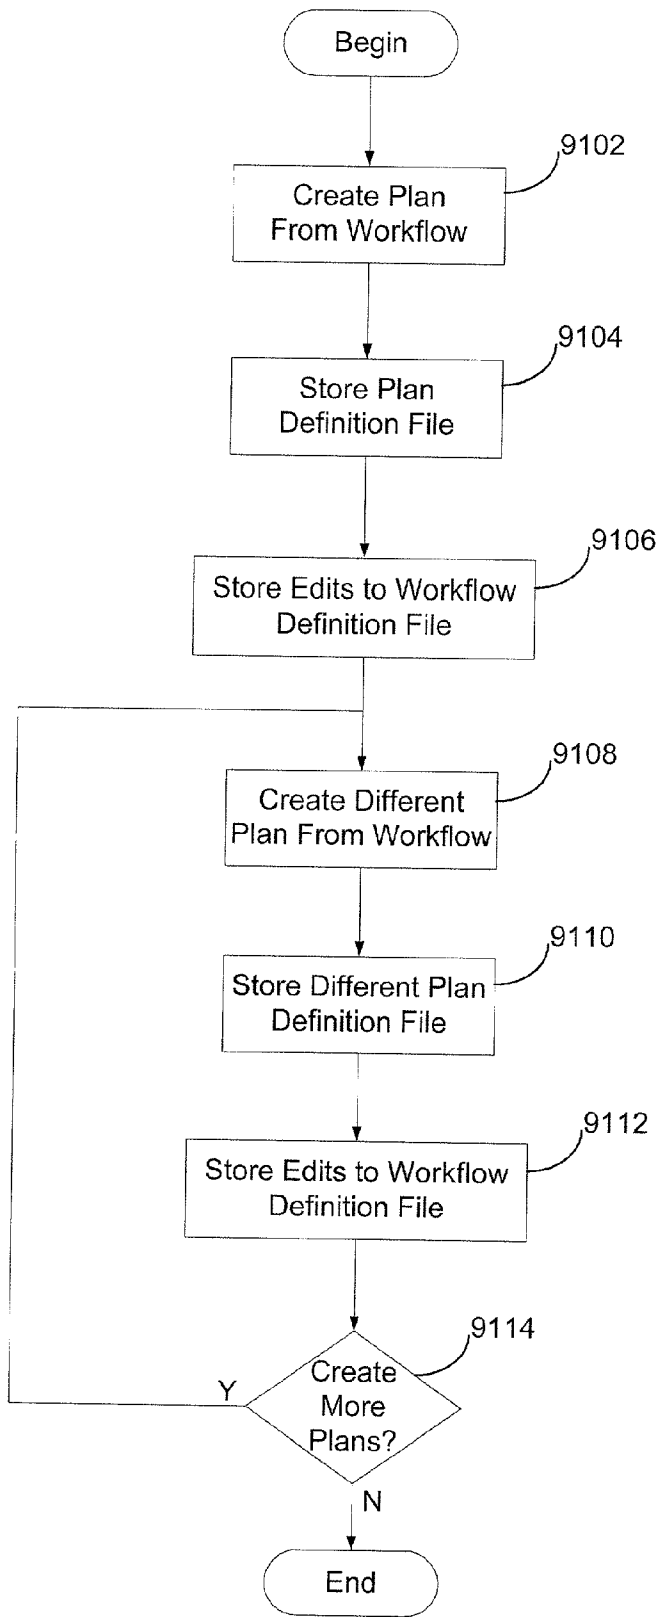 Begin
9102
Create Plan
From Workflow
9104
Store Plan
Definition File
9106
Store Edits to Workflow
Definition File
9108
Create Different
Plan From Workflow
9110
Store Different Plan
Definition File
9112
Store Edits to Workflow
Definition File
9114
Create
More
Plans?
Y
N
End